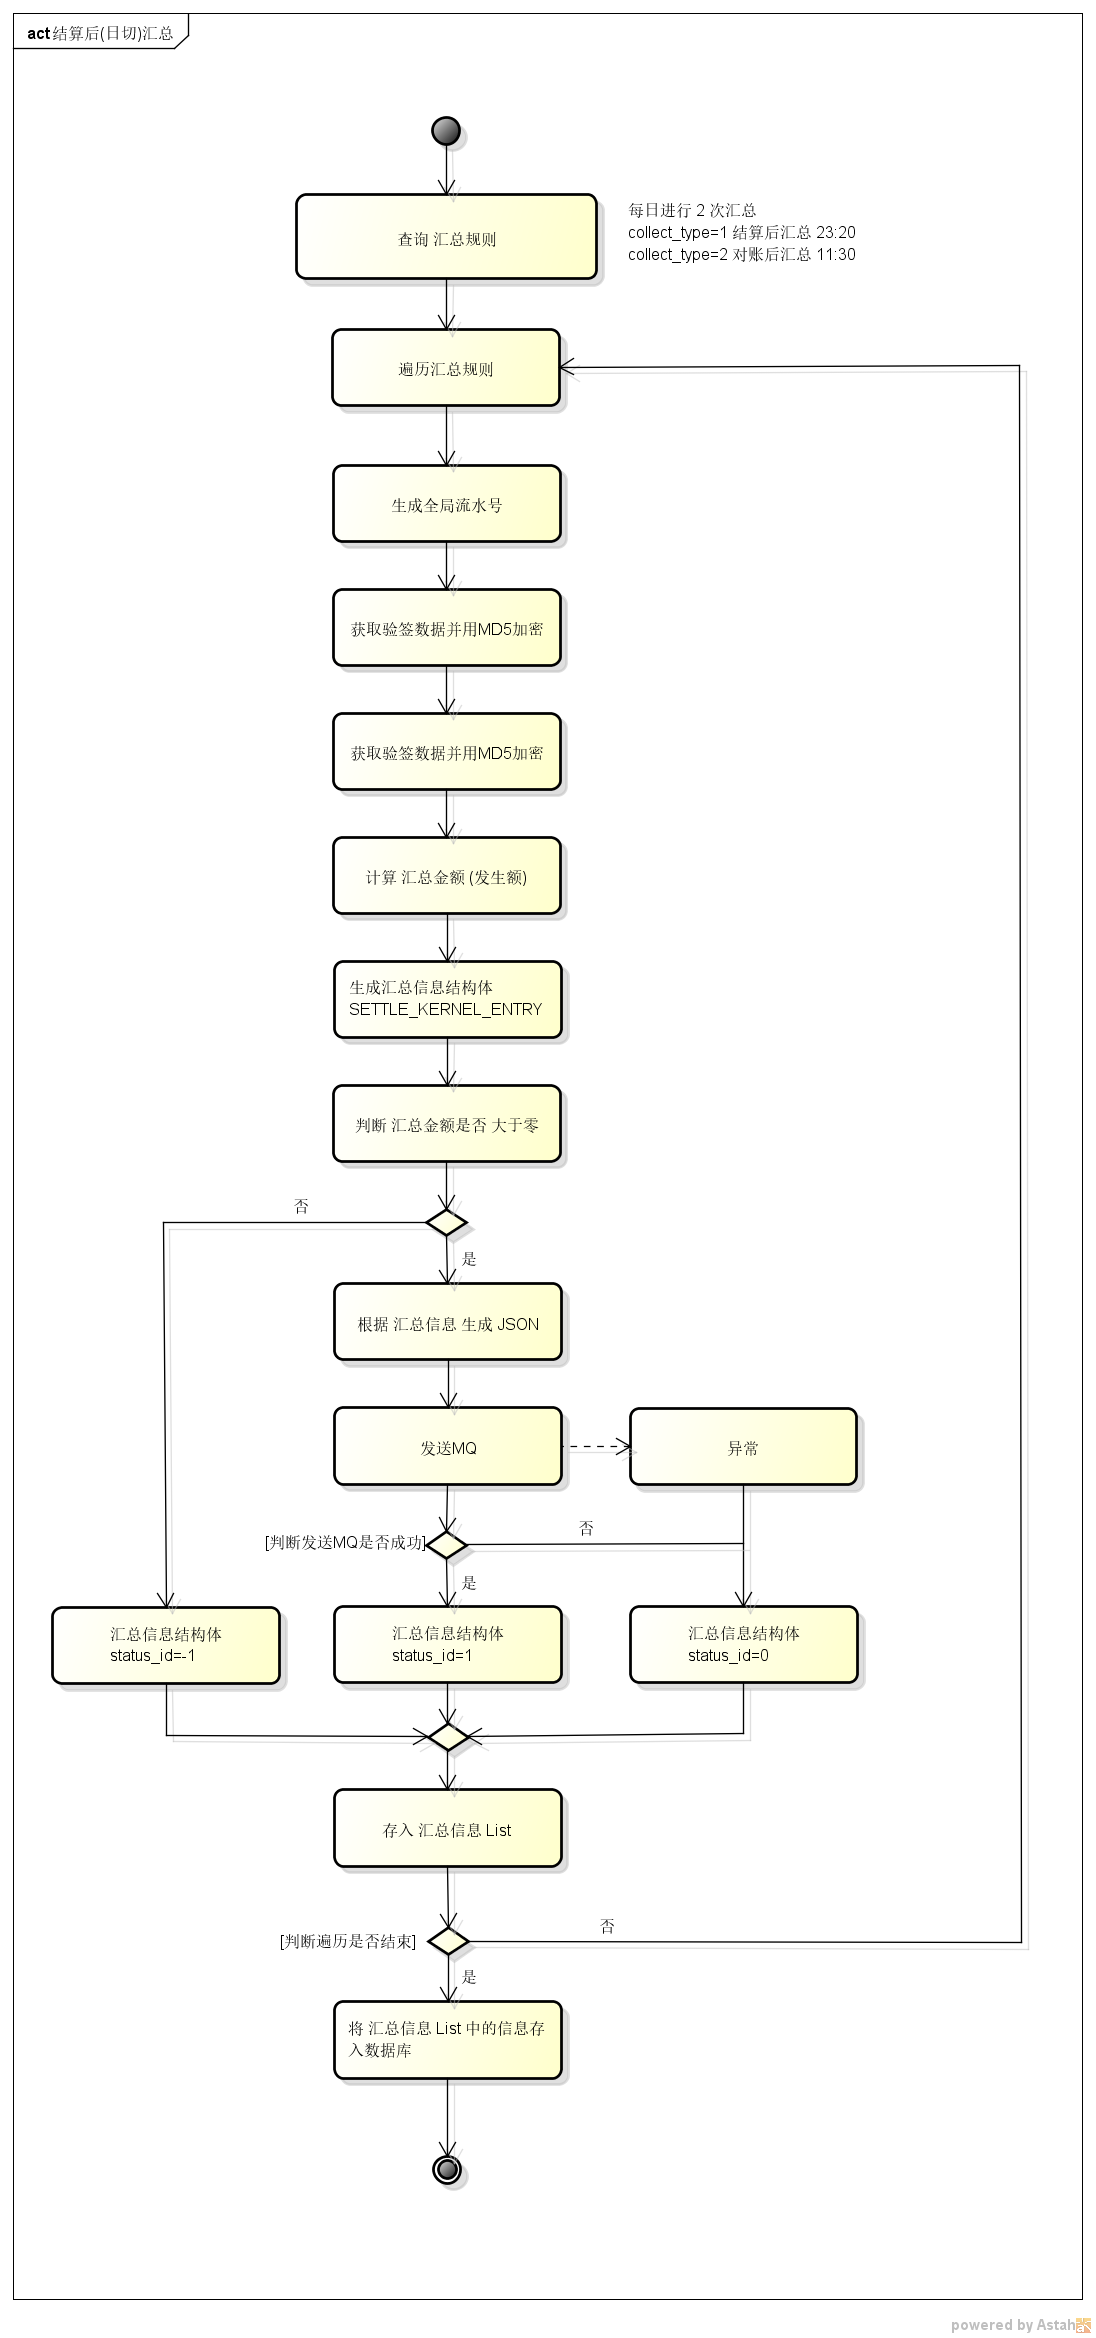 act 结算后(日切)汇总
查询 汇总规则
每日进行 2 次汇总
collect_type=1 结算后汇总 23:20
collect_type=2 对账后汇总 11:30
遍历汇总规则
生成全局流水号
获取验签数据并用MD5加密
获取验签数据并用MD5加密
计算 汇总金额 (发生额)
生成汇总信息结构体
SETTLE_KERNEL_ENTRY
判断 汇总金额是否 大于零
否
是
根据 汇总信息 生成 JSON
发送MQ
异常
[判断发送MQ是否成功]
否
是
汇总信息结构体
status_id=-1
汇总信息结构体
status_id=1
汇总信息结构体
status_id=0
存入 汇总信息 List
[判断遍历是否结束]
否
是
将 汇总信息 List 中的信息存
入数据库
powered by Astah